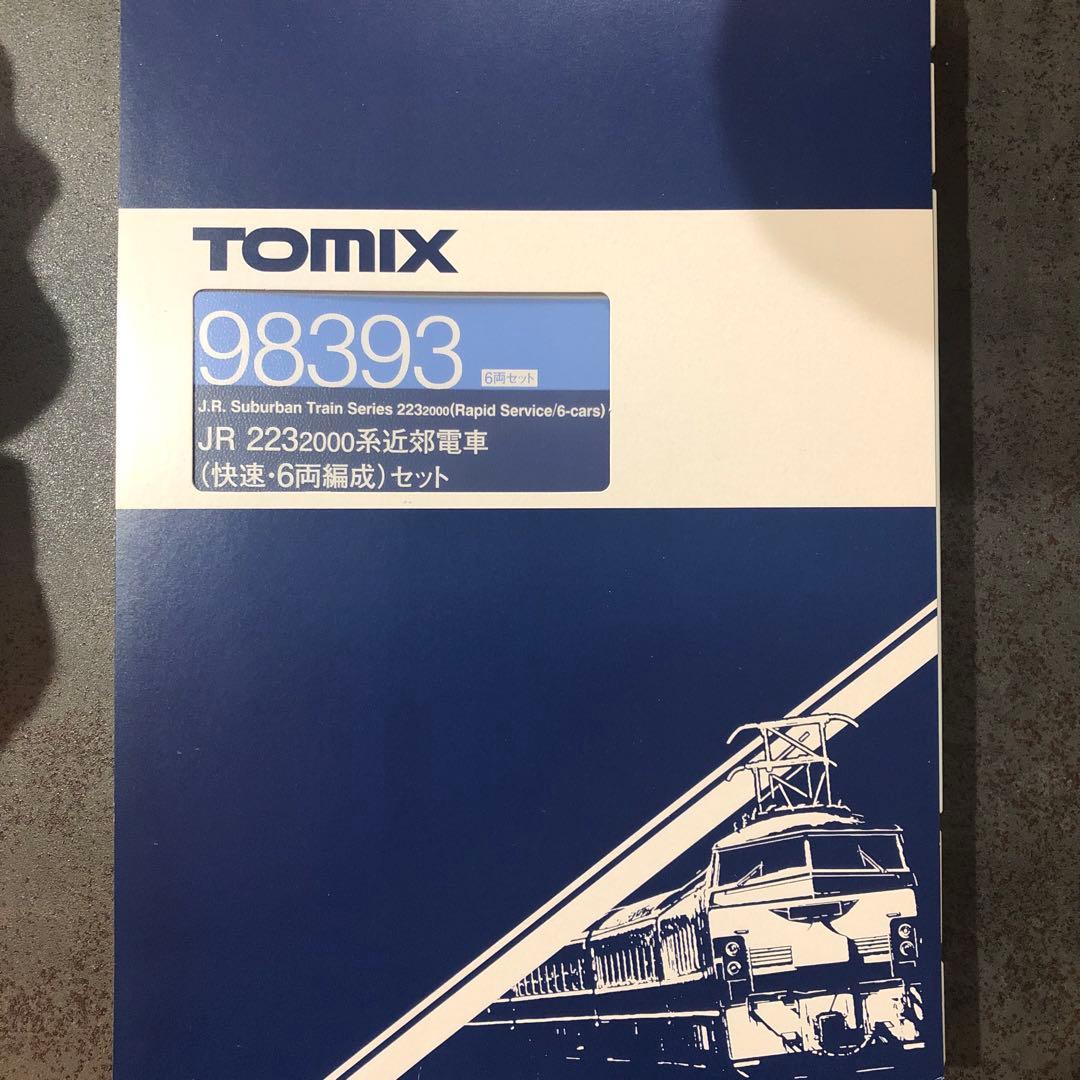 TOMIX
98393 6両セット
J.R. Suburban Train Series 2232000(Rapid Service/6-cars)
JR 2232000系近郊電車
(快速・6両編成)セット